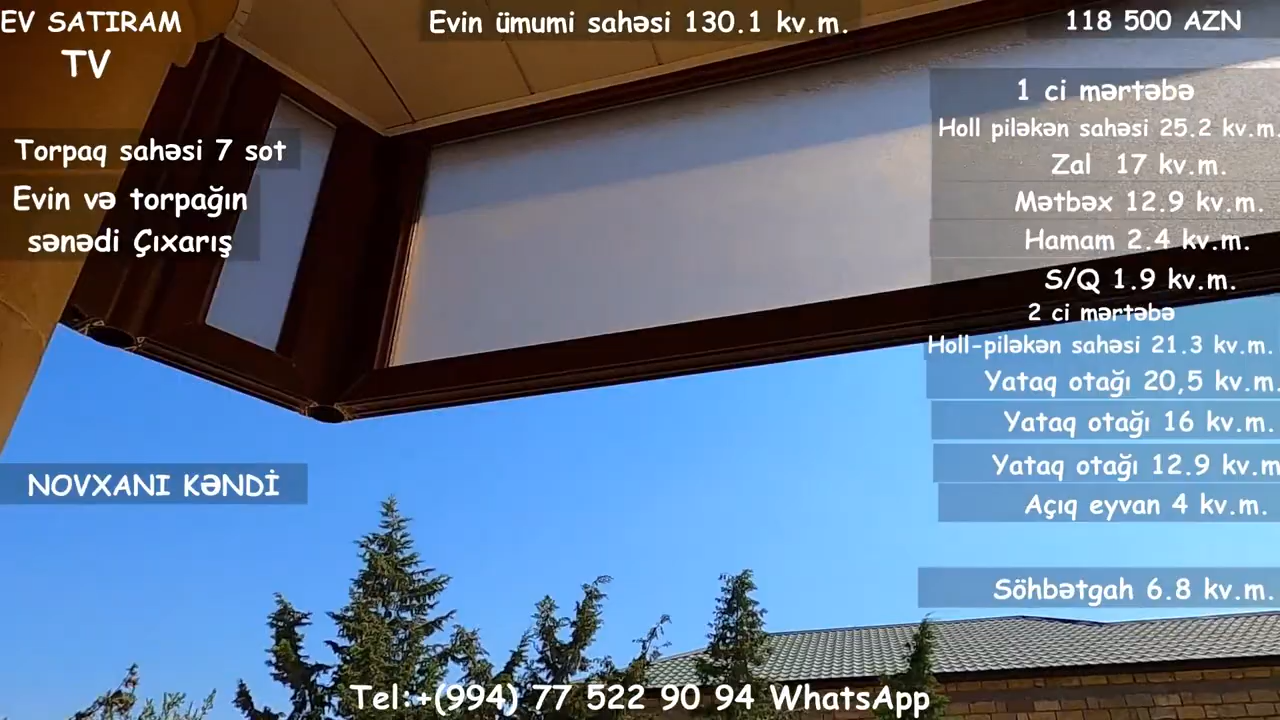 EV SATIRAM
TV
Evin ümumi sahəsi 130.1 kv.m.
118 500 AZN
Torpaq sahəsi 7 sot
Evin və torpağın
sənədi Çıxarış
NOVXANI KƏNDİ
1 ci mərtəbə
Holl piləkən sahəsi 25.2 kv.m.
Zal 17 kv.m.
Mətbəx 12.9 kv.m.
Hamam 2.4 kv.m.
S/Q 1.9 kv.m.
2 ci mərtəbə
Holl-piləkən sahəsi 21.3 kv.m.
Yataq otağı 20,5 kv.m.
Yataq otağı 16 kv.m.
Yataq otağı 12.9 kv.m
Açıq eyvan 4 kv.m.
Söhbətgah 6.8 kv.m.
Tel:+(994) 77 522 90 94 WhatsApp